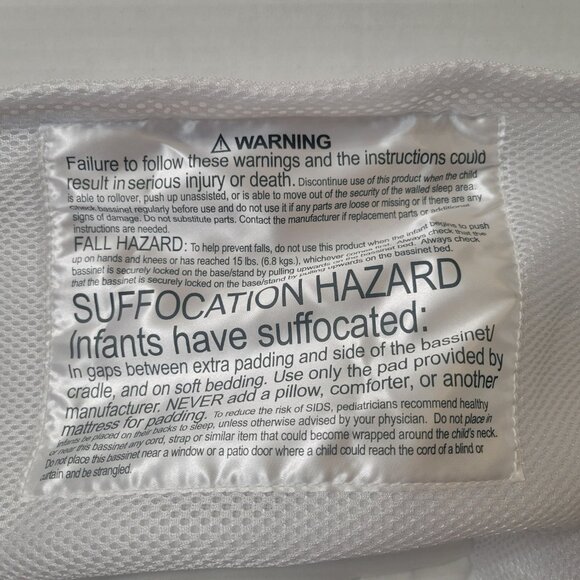 ⚠ WARNING
Failure to follow these warnings and the instructions could
result in serious injury or death. Discontinue use of this product when the child
is able to rollover, push up unassisted, or is able to move out of the security of the walled sleep area.
Check bassinet regularly before use and do not use it if any parts are loose or missing or if there are any
signs of damage. Do not substitute parts. Contact the manufacturer if replacement parts or additional
instructions are needed.
FALL HAZARD: To help prevent falls, do not use this product when the infant begins to push
up on hands and knees or has reached 15 lbs. (6.8 kgs.), whichever comes first. Always check that the
bassinet is securely locked on the base/stand by pulling upwards on the bassinet bed. Always check
that the bassinet is securely locked on the base/stand by pulling upwards on the bassinet bed.
SUFFOCATION HAZARD
Infants have suffocated:
In gaps between extra padding and side of the bassinet/
cradle, and on soft bedding. Use only the pad provided by
manufacturer. NEVER add a pillow, comforter, or another
mattress for padding. To reduce the risk of SIDS, pediatricians recommend healthy
infants be placed on their backs to sleep, unless otherwise advised by your physician. Do not place in
or near this bassinet any cord, strap or similar item that could become wrapped around the child's neck.
Do not place this bassinet near a window or a patio door where a child could reach the cord of a blind or
curtain and be strangled.